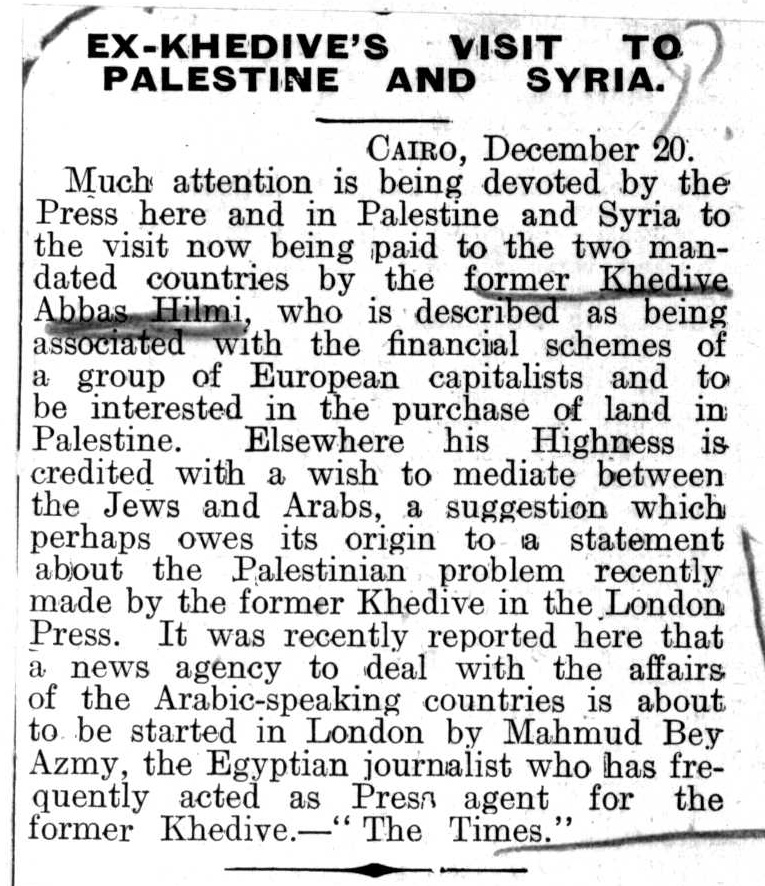 EX-KHEDIVE'S VISIT TO
PALESTINE AND SYRIA.
CAIRO, December 20.
Much attention is being devoted by the
Press here and in Palestine and Syria to
the visit now being paid to the two man-
dated countries by the former Khedive
Abbas Hilmi, who is described as being
associated with the financial schemes of
a group of European capitalists and to
be interested in the purchase of land in
Palestine. Elsewhere his Highness is
credited with a wish to mediate between
the Jews and Arabs, a suggestion which
perhaps owes its origin to a statement
about the Palestinian problem recently
made by the former Khedive in the London
Press. It was recently reported here that
a news agency to deal with the affairs
of the Arabic-speaking countries is about
to be started in London by Mahmud Bey
Azmy, the Egyptian journalist who has fre-
quently acted as Press agent for the
former Khedive.—“ The Times.”